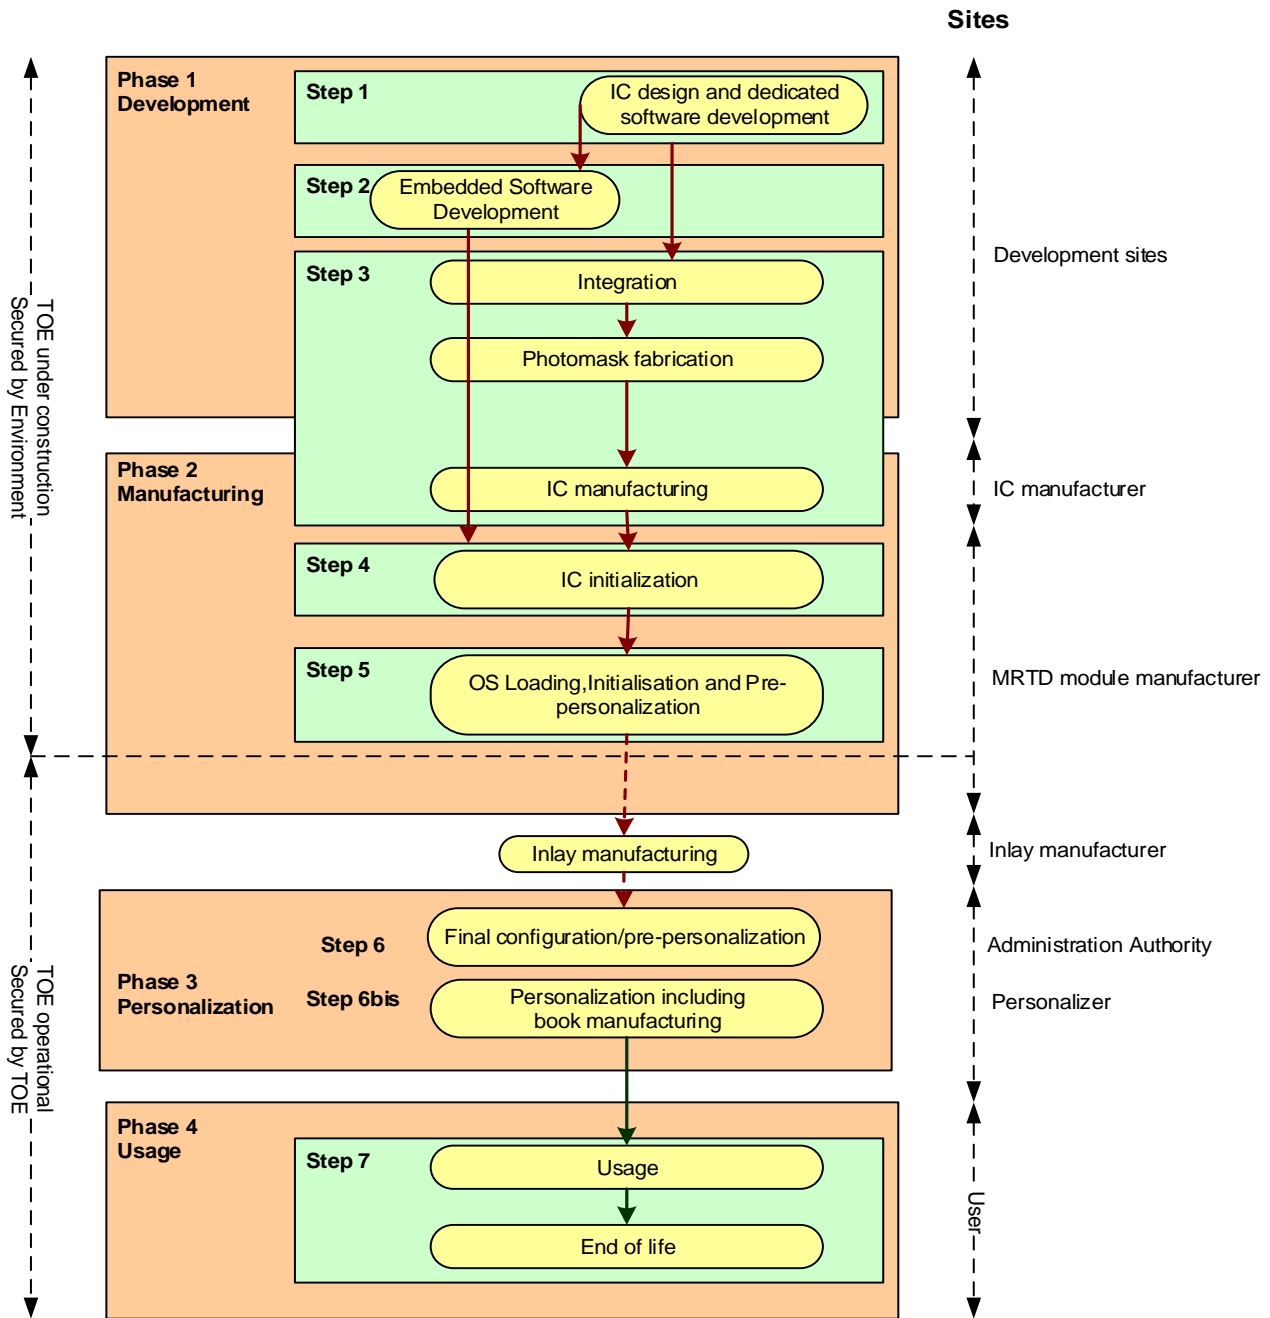 Sites
Phase 1
Development
Step 1
IC design and dedicated
software development
Step 2
Embedded Software
Development
Step 3
Integration
Development sites
Photomask fabrication
TOE under construction
Secured by Environment
Phase 2
Manufacturing
IC manufacturing
IC manufacturer
Step 4
IC initialization
Step 5
OS Loading,Initialisation and Pre-
personalization
MRTD module manufacturer
Inlay manufacturing
Inlay manufacturer
Step 6
Final configuration/pre-personalization
Administration Authority
Phase 3
Personalization
Step 6bis
Personalization including
book manufacturing
Personalizer
TOE operational
Secured by TOE
Phase 4
Usage
Step 7
Usage
User
End of life